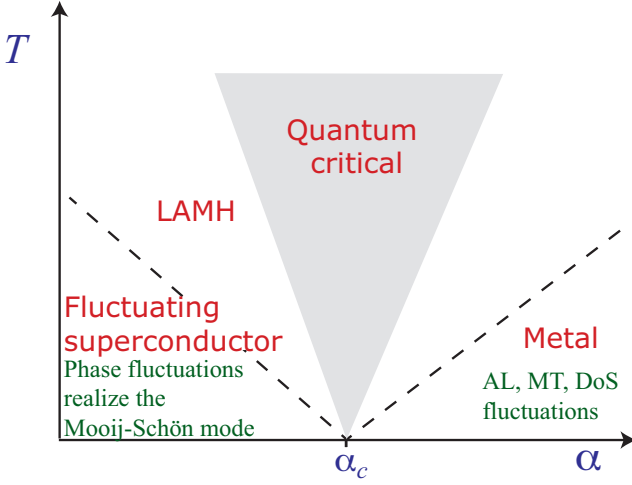 T
Quantum
critical
LAMH
Fluctuating
superconductor
Phase fluctuations
realize the
Mooij-Schön mode
Metal
AL, MT, DoS
fluctuations
αc
α